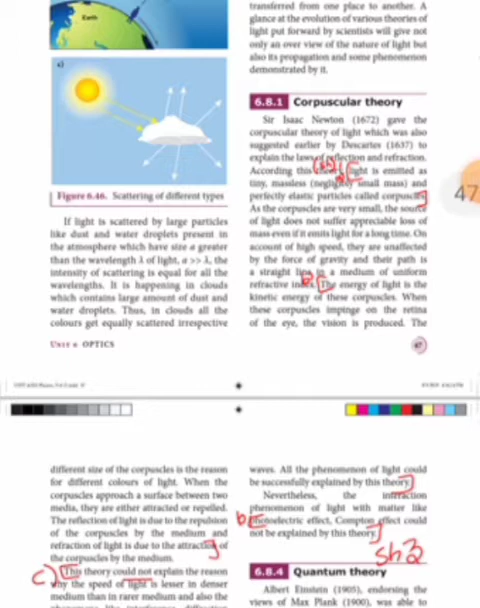 Earth
c)
Figure 6.46. Scattering of different types
If light is scattered by large particles
like dust and water droplets present in
the atmosphere which have size a greater
than the wavelength λ of light, a >> λ, the
intensity of scattering is equal for all the
wavelengths. It is happening in clouds
which contains large amount of dust and
water droplets. Thus, in clouds all the
colours get equally scattered irrespective
UNIT 6 OPTICS
transferred from one place to another. A
glance at the evolution of various theories of
light put forward by scientists will give not
only an over view of the nature of light but
also its propagation and some phenomenon
demonstrated by it.
6.8.1 Corpuscular theory
Sir Isaac Newton (1672) gave the
corpuscular theory of light which was also
suggested earlier by Descartes (1637) to
explain the laws of reflection and refraction.
According this theory, light is emitted as
tiny, massless (negligibly small mass) and
perfectly elastic particles called corpuscles.
As the corpuscles are very small, the source
of light does not suffer appreciable loss of
mass even if it emits light for a long time. On
account of high speed, they are unaffected
by the force of gravity and their path is
a straight line in a medium of uniform
refractive index. The energy of light is the
kinetic energy of these corpuscles. When
these corpuscles impinge on the retina
of the eye, the vision is produced. The
47
47
different size of the corpuscles is the reason
for different colours of light. When the
corpuscles approach a surface between two
media, they are either attracted or repelled.
The reflection of light is due to the repulsion
of the corpuscles by the medium and
refraction of light is due to the attraction of
the corpuscles by the medium.
c) This theory could not explain the reason
why the speed of light is lesser in denser
medium than in rarer medium and also the
phenomena like interference, diffraction
waves. All the phenomenon of light could
be successfully explained by this theory.
Nevertheless, the interaction
phenomenon of light with matter like
b photoelectric effect, Compton effect could
not be explained by this theory.
6.8.4 Quantum theory
Albert Einstein (1905), endorsing the
views of Max Plank (1900), was able to